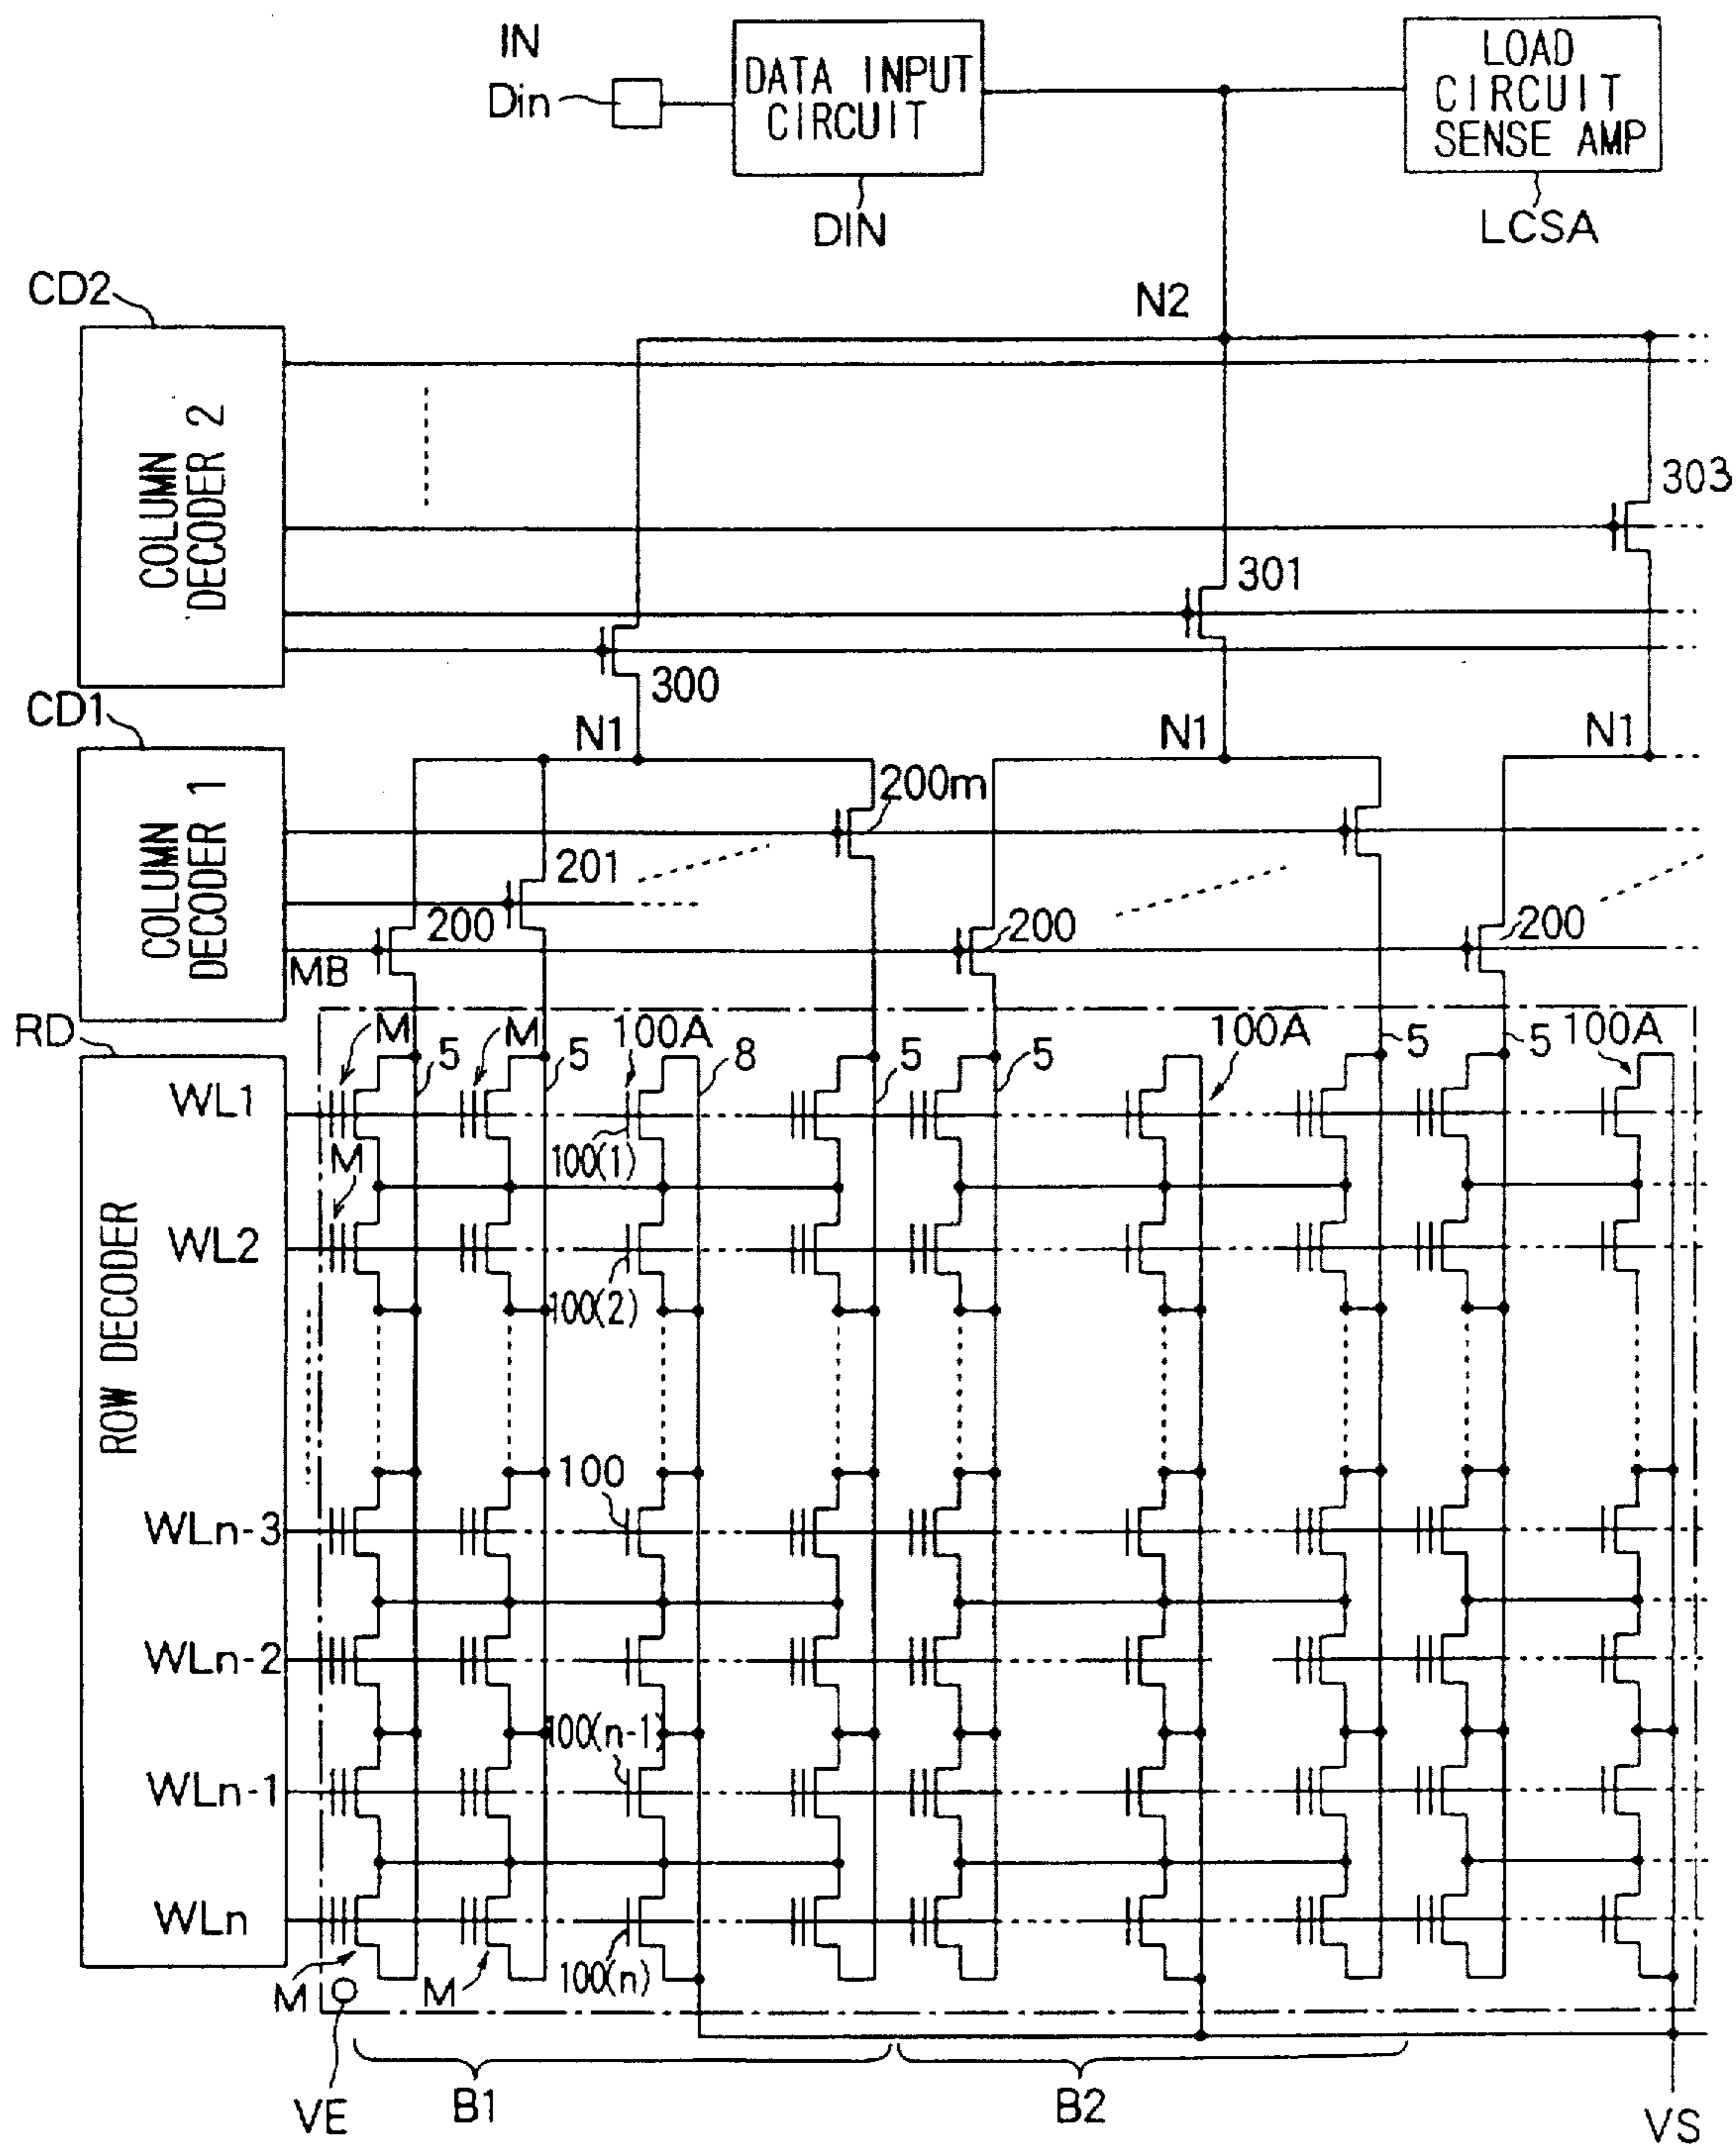 IN
Din
DATA INPUT
CIRCUIT
LOAD
CIRCUIT
SENSE AMP
DIN
LCSA
CD2
N2
COLUMN
DECODER 2
303
301
300
CD1
N1
N1
N1
COLUMN
DECODER 1
200m
201
200
200
200
MB
RD
M
5
M
5
100A
8
5
5
100A
5
5
100A
WL1
100(1)
M
WL2
100(2)
ROW DECODER
100
WLn-3
WLn-2
100(n-1)
WLn-1
WLn
100(n)
M
M
VE
B1
B2
VS